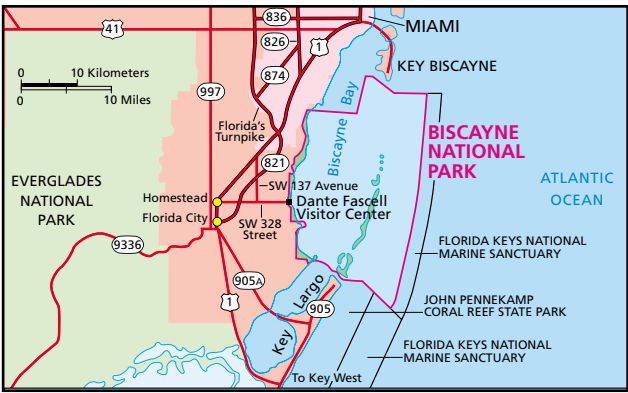 836
MIAMI
41
826
1
KEY BISCAYNE
874
0 10 Kilometers
0 10 Miles
997
Biscayne Bay
Florida's
Turnpike
BISCAYNE
NATIONAL
PARK
821
EVERGLADES
NATIONAL
PARK
SW 137 Avenue
ATLANTIC
OCEAN
Homestead
Dante Fascell
Visitor Center
Florida City
SW 328
Street
9336
FLORIDA KEYS NATIONAL
MARINE SANCTUARY
905A
1
Key Largo
905
JOHN PENNEKAMP
CORAL REEF STATE PARK
FLORIDA KEYS NATIONAL
MARINE SANCTUARY
To Key West